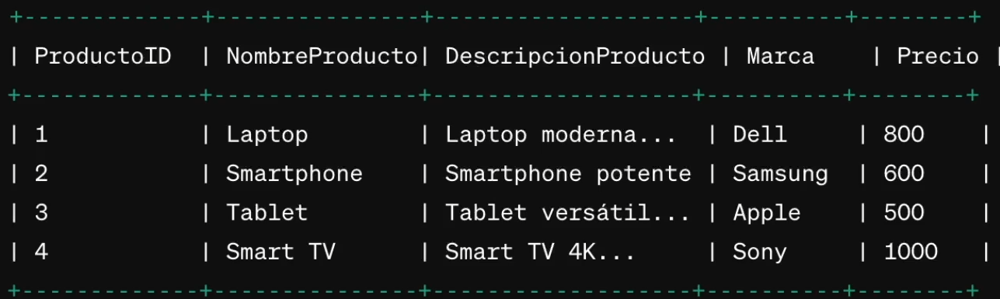 +-------------+---------------+-------------------+----------+--------+
| ProductoID  | NombreProducto| DescripcionProducto | Marca    | Precio |
+-------------+---------------+-------------------+----------+--------+
| 1           | Laptop        | Laptop moderna...  | Dell     | 800    |
| 2           | Smartphone    | Smartphone potente | Samsung  | 600    |
| 3           | Tablet        | Tablet versátil... | Apple    | 500    |
| 4           | Smart TV      | Smart TV 4K...     | Sony     | 1000   |
+-------------+---------------+-------------------+----------+--------+